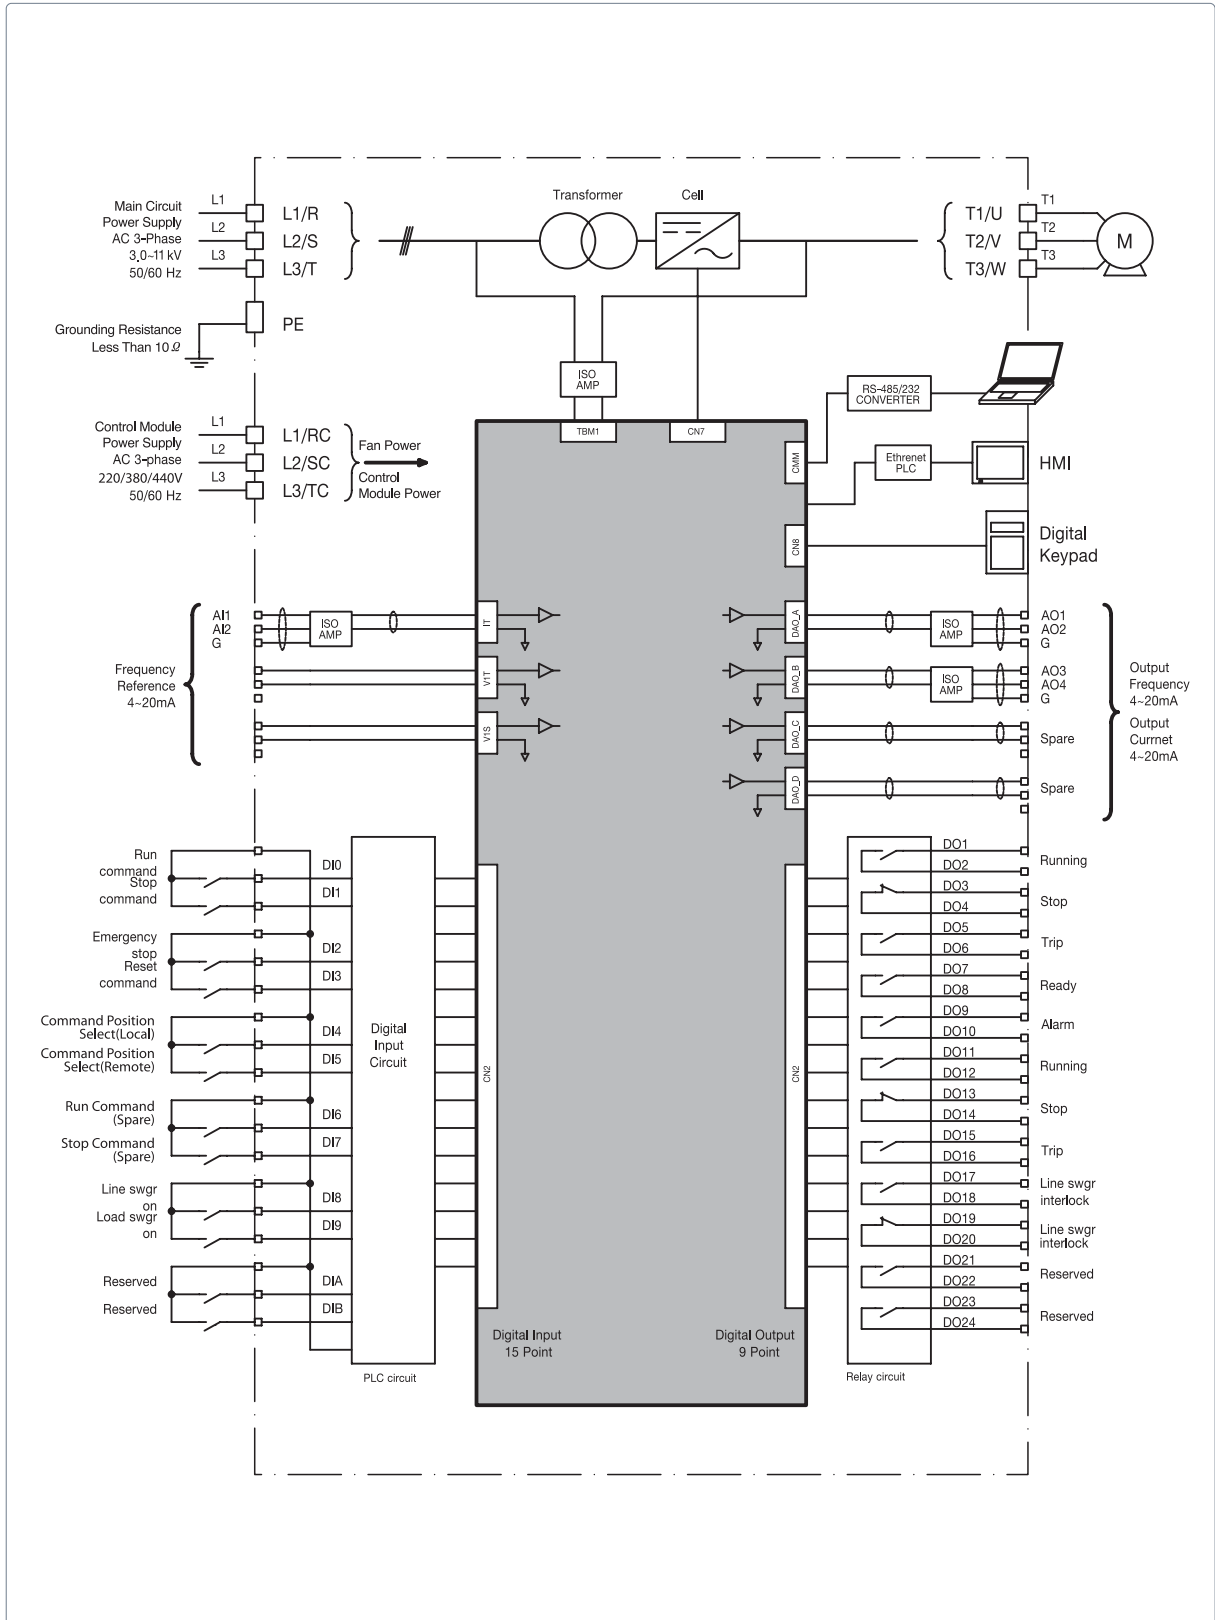 Transformer
Cell
Main Circuit
Power Supply
AC 3-Phase
3.0~11 kV
50/60 Hz
L1
L2
L3
L1/R
L2/S
L3/T
T1/U
T2/V
T3/W
T1
T2
T3
M
Grounding Resistance
Less Than 10 Ω
PE
ISO
AMP
RS-485/232
CONVERTER
Control Module
Power Supply
AC 3-phase
220/380/440V
50/60 Hz
L1
L2
L3
L1/RC
L2/SC
L3/TC
Fan Power
Control
Module Power
TBM1
CN7
CMM
Ethrenet
PLC
HMI
CN8
Digital
Keypad
Frequency
Reference
4~20mA
AI1
AI2
G
ISO
AMP
IT
V1T
V1S
DAO_A
DAO_B
DAO_C
DAO_D
ISO
AMP
AO1
AO2
G
ISO
AMP
AO3
AO4
G
Spare
Spare
Output
Frequency
4~20mA
Output
Currnet
4~20mA
Run
command
Stop
command
Emergency
stop
Reset
command
Command Position
Select(Local)
Command Position
Select(Remote)
Run Command
(Spare)
Stop Command
(Spare)
Line swgr
on
Load swgr
on
Reserved
Reserved
DI0
DI1
DI2
DI3
DI4
DI5
DI6
DI7
DI8
DI9
DIA
DIB
Digital
Input
Circuit
PLC circuit
CN2
Digital Input
15 Point
CN2
Digital Output
9 Point
Relay circuit
DO1
DO2
DO3
DO4
DO5
DO6
DO7
DO8
DO9
DO10
DO11
DO12
DO13
DO14
DO15
DO16
DO17
DO18
DO19
DO20
DO21
DO22
DO23
DO24
Running
Stop
Trip
Ready
Alarm
Running
Stop
Trip
Line swgr
interlock
Line swgr
interlock
Reserved
Reserved